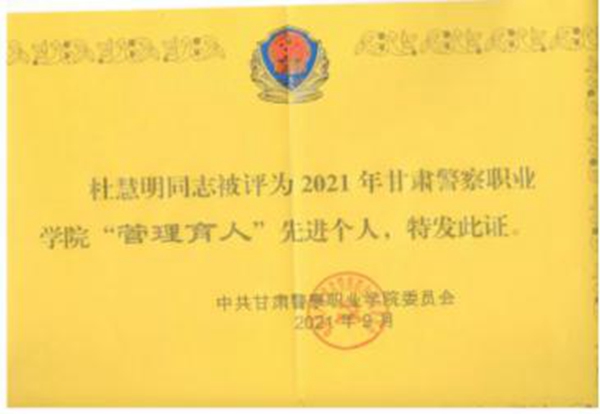 杜慧明同志被评为2021年甘肃警察职业
学院“管理育人”先进个人，特发此证。
中共甘肃警察职业学院委员会
2021年9月